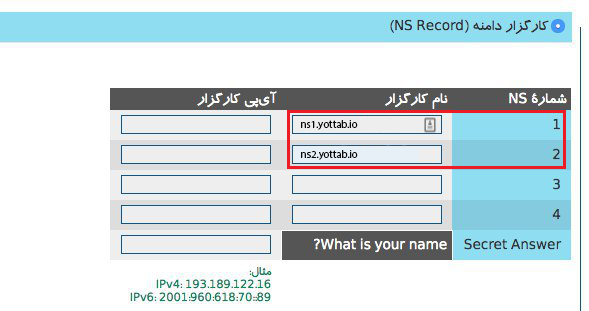 کارگزار دامنه (NS Record)
شمارهٔ NS نام کارگزار آی‌پی کارگزار
1 ns1.yottab.io
2 ns2.yottab.io
3
4
Secret Answer What is your name?
مثال:
IPv4: 193.189.122.16
IPv6: 2001:960:618:70::89